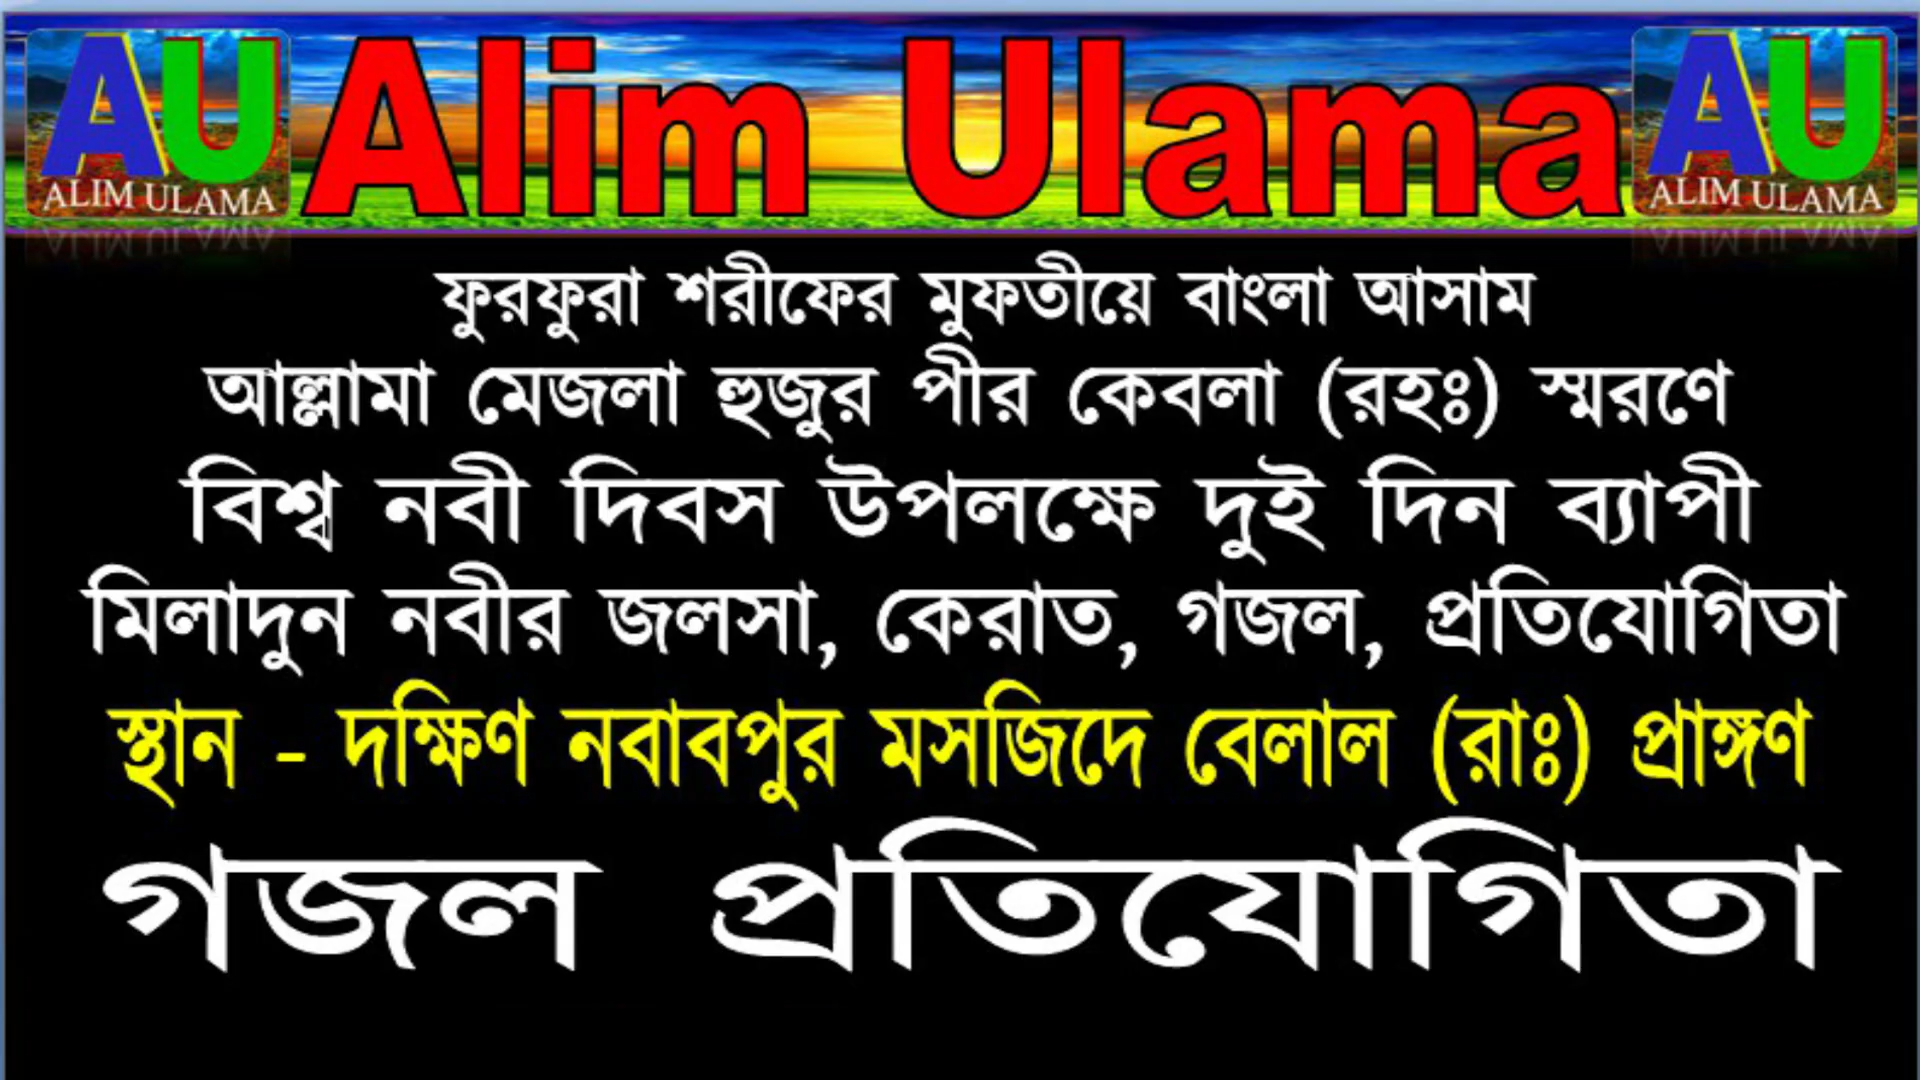 AU Alim Ulama AU
ALIM ULAMA ALIM ULAMA
ফুরফুরা শরীফের মুফতীয়ে বাংলা আসাম
আল্লামা মেজলা হুজুর পীর কেবলা (রহঃ) স্মরণে
বিশ্ব নবী দিবস উপলক্ষে দুই দিন ব্যাপী
মিলাদুন নবীর জলসা, কেরাত, গজল, প্রতিযোগিতা
স্থান - দক্ষিণ নবাবপুর মসজিদে বেলাল (রাঃ) প্রাঙ্গণ
গজল প্রতিযোগিতা